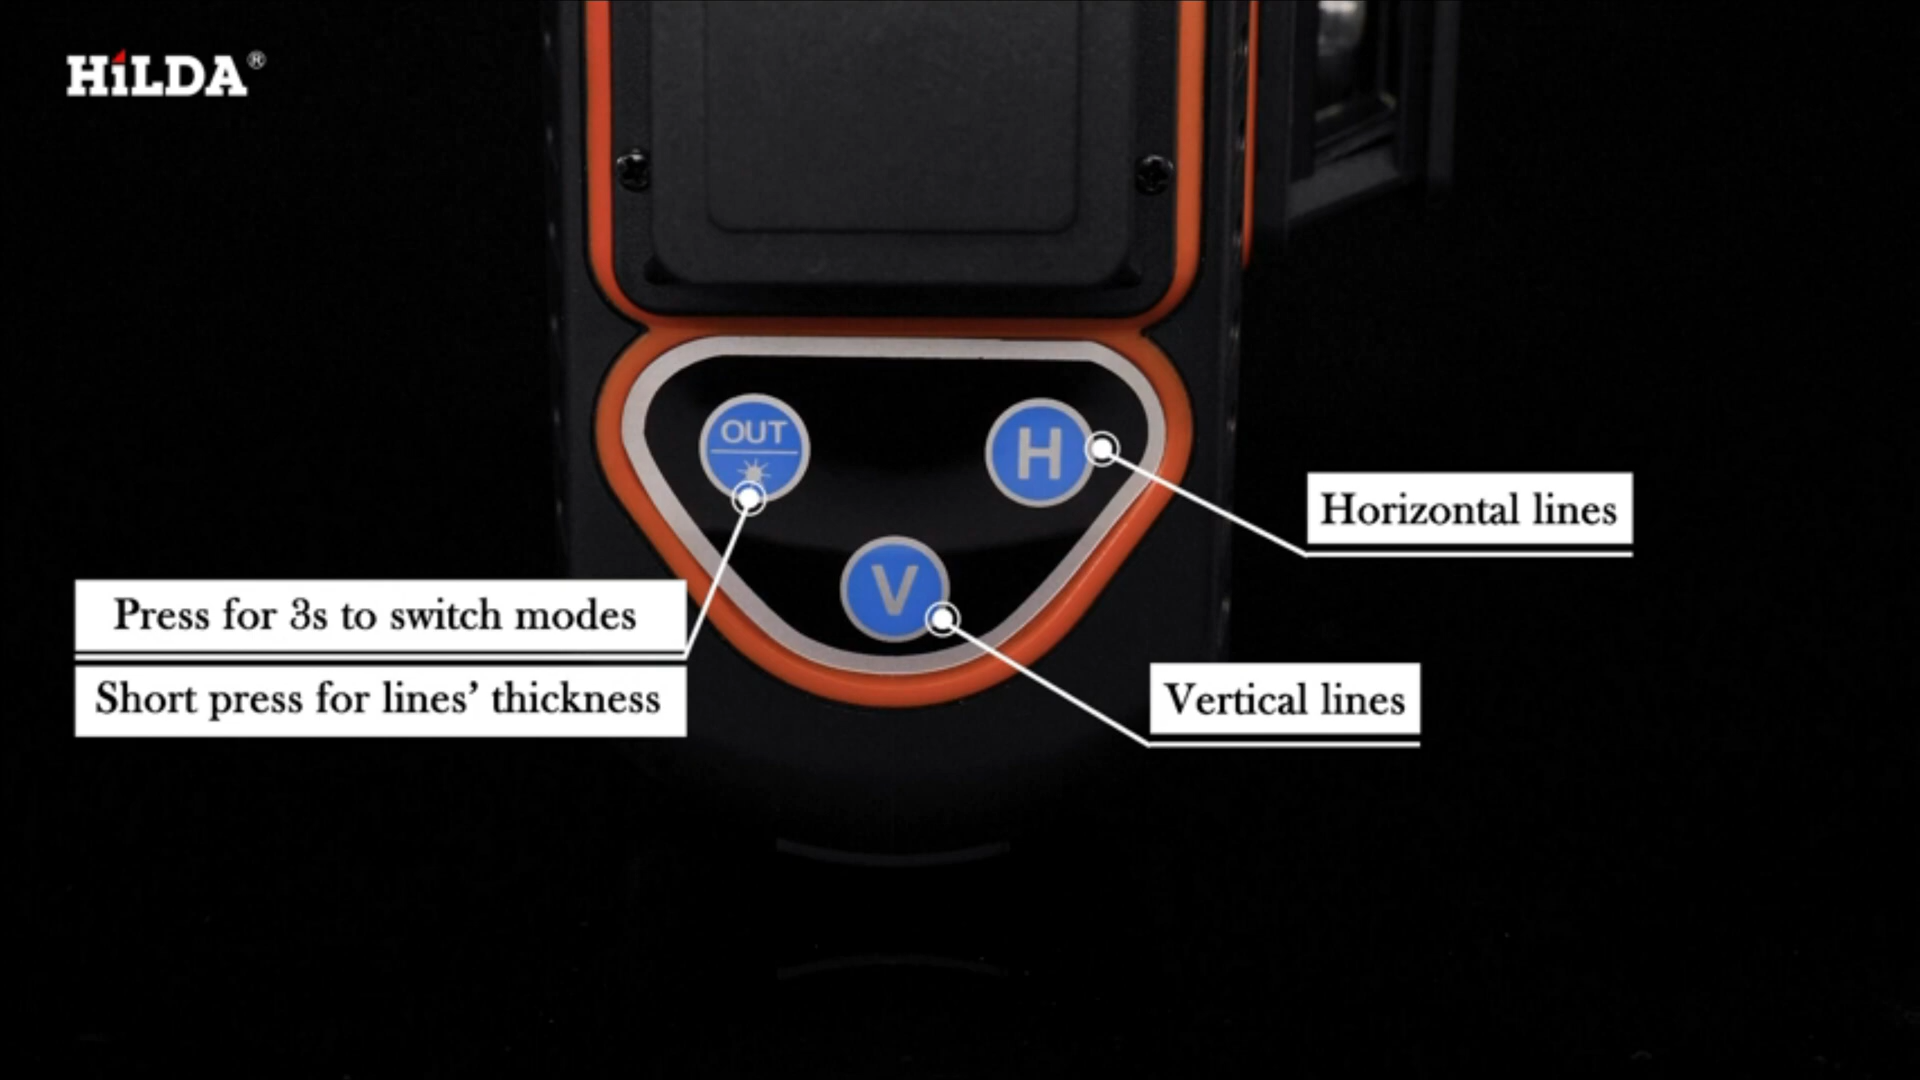 HiLDA®
OUT
H
V
Horizontal lines
Press for 3s to switch modes
Short press for lines’ thickness
Vertical lines